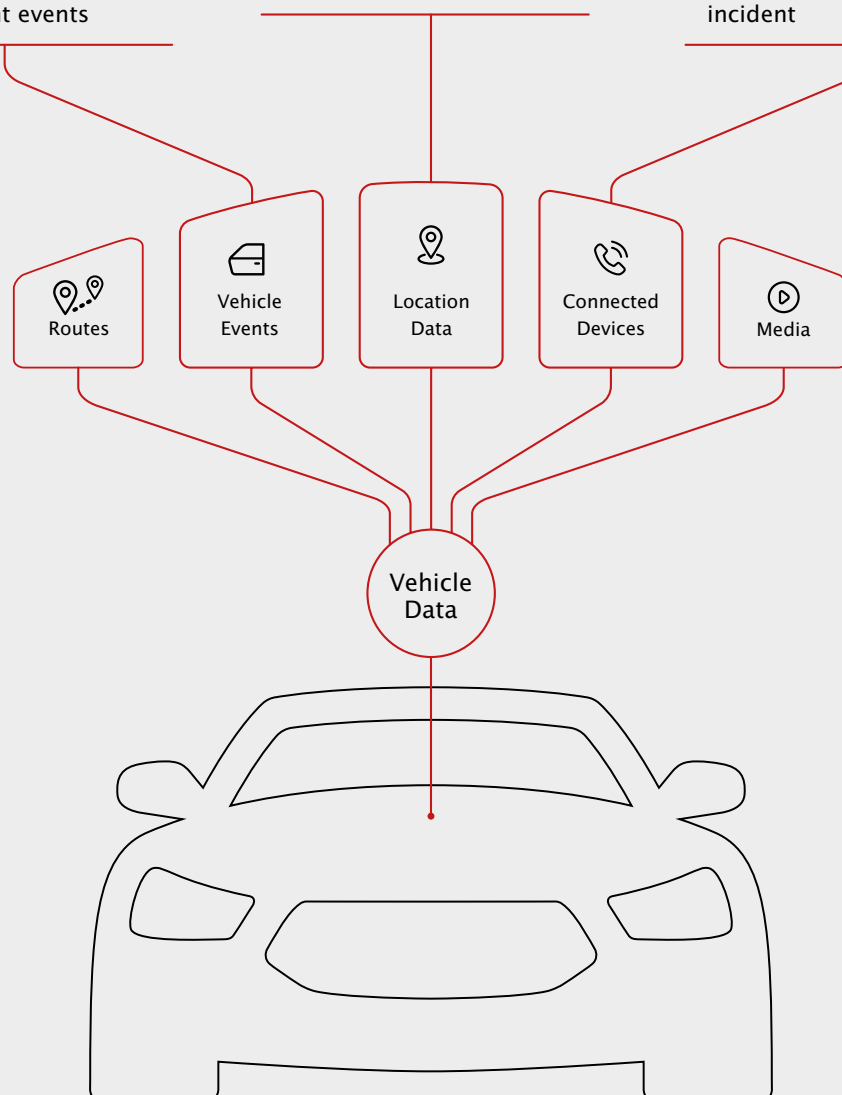 events
incident
Vehicle
Events
Location
Data
Connected
Devices
Routes
Media
Vehicle
Data